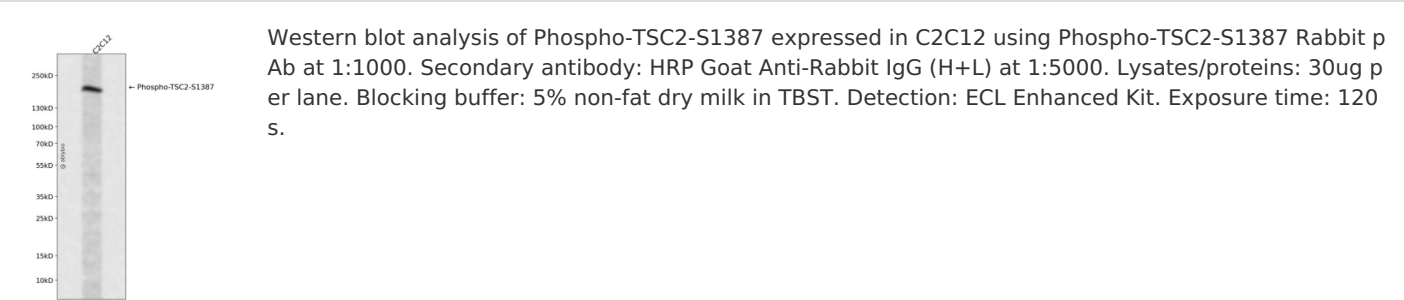 C2C12
250kD
← Phospho-TSC2-S1387
130kD
100kD
70kD
55kD
35kD
25kD
15kD
10kD
@ abybio
Western blot analysis of Phospho-TSC2-S1387 expressed in C2C12 using Phospho-TSC2-S1387 Rabbit p
Ab at 1:1000. Secondary antibody: HRP Goat Anti-Rabbit IgG (H+L) at 1:5000. Lysates/proteins: 30ug p
er lane. Blocking buffer: 5% non-fat dry milk in TBST. Detection: ECL Enhanced Kit. Exposure time: 120
s.